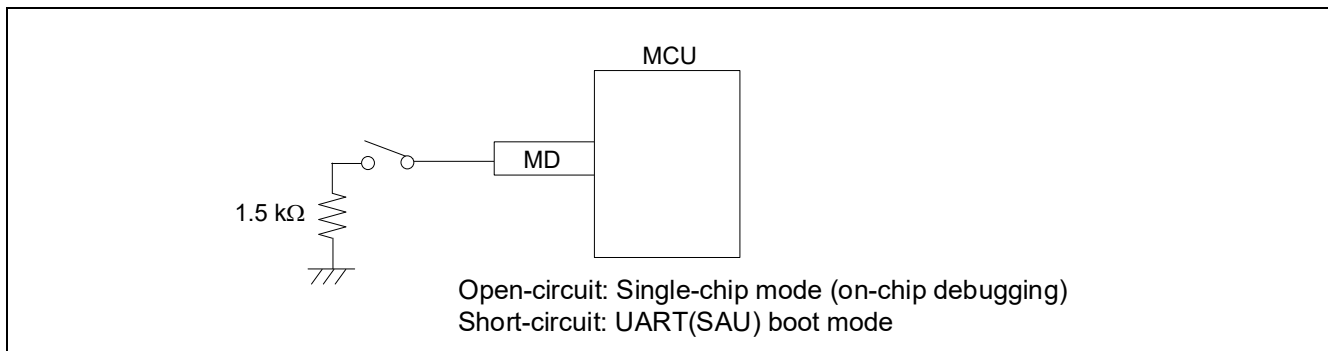 MCU
MD
1.5 kΩ
Open-circuit: Single-chip mode (on-chip debugging)
Short-circuit: UART(SAU) boot mode